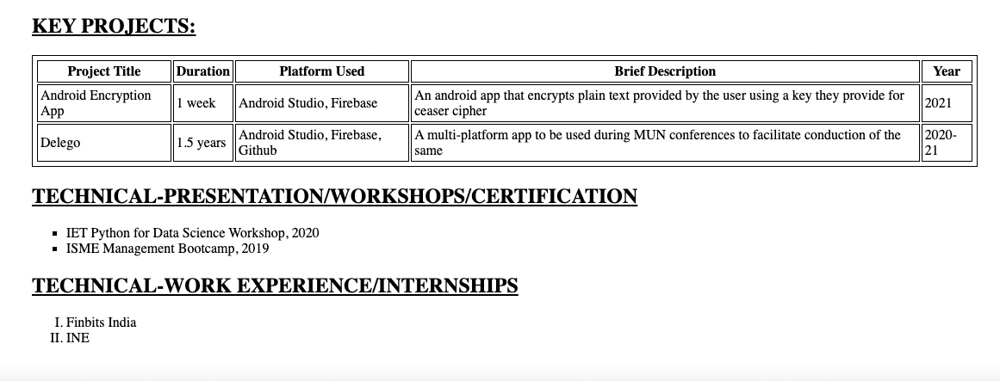 KEY PROJECTS:
Project Title Duration Platform Used Brief Description Year
Android Encryption
App
1 week
Android Studio, Firebase
An android app that encrypts plain text provided by the user using a key they provide for
ceaser cipher
2021
Delego
1.5 years
Android Studio, Firebase,
Github
A multi-platform app to be used during MUN conferences to facilitate conduction of the
same
2020-
21
TECHNICAL-PRESENTATION/WORKSHOPS/CERTIFICATION
▪ IET Python for Data Science Workshop, 2020
▪ ISME Management Bootcamp, 2019
TECHNICAL-WORK EXPERIENCE/INTERNSHIPS
I. Finbits India
II. INE